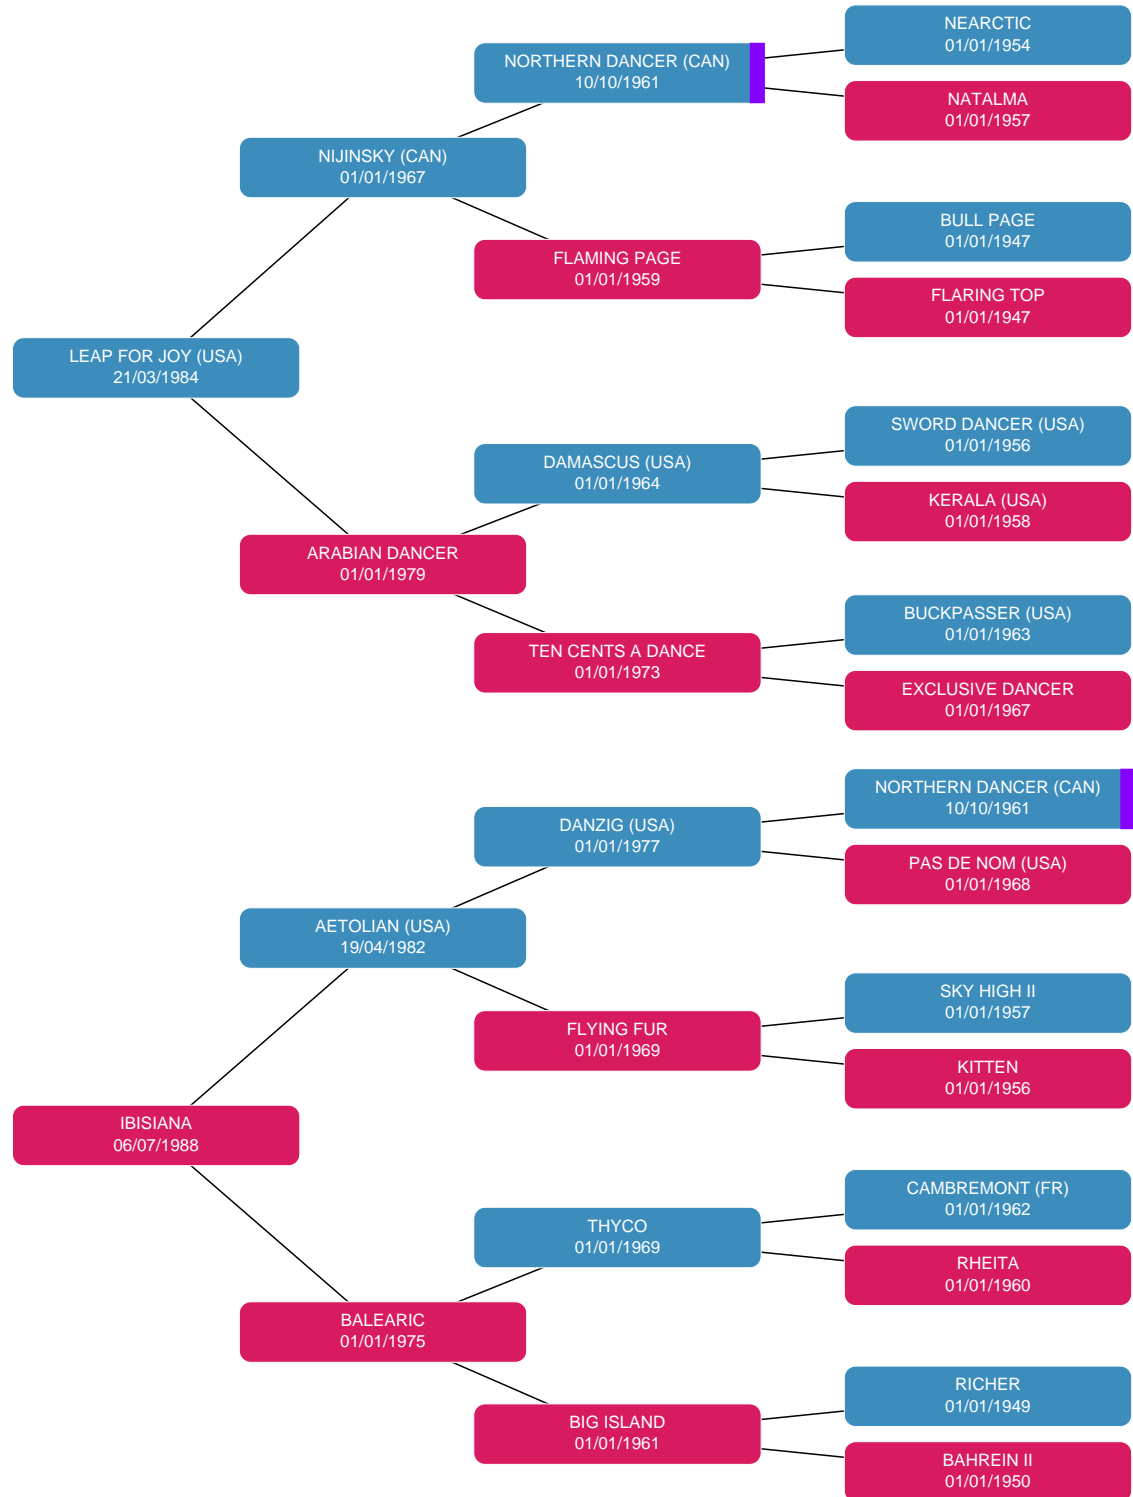 NEARCTIC
01/01/1954
NORTHERN DANCER (CAN)
10/10/1961
NATALMA
01/01/1957
NIJINSKY (CAN)
01/01/1967
BULL PAGE
01/01/1947
FLAMING PAGE
01/01/1959
FLARING TOP
01/01/1947
LEAP FOR JOY (USA)
21/03/1984
SWORD DANCER (USA)
01/01/1956
DAMASCUS (USA)
01/01/1964
KERALA (USA)
01/01/1958
ARABIAN DANCER
01/01/1979
BUCKPASSER (USA)
01/01/1963
TEN CENTS A DANCE
01/01/1973
EXCLUSIVE DANCER
01/01/1967
NORTHERN DANCER (CAN)
10/10/1961
DANZIG (USA)
01/01/1977
PAS DE NOM (USA)
01/01/1968
AETOLIAN (USA)
19/04/1982
SKY HIGH II
01/01/1957
FLYING FUR
01/01/1969
KITTEN
01/01/1956
IBISIANA
06/07/1988
CAMBREMONT (FR)
01/01/1962
THYCO
01/01/1969
RHEITA
01/01/1960
BALEARIC
01/01/1975
RICHER
01/01/1949
BIG ISLAND
01/01/1961
BAHREIN II
01/01/1950